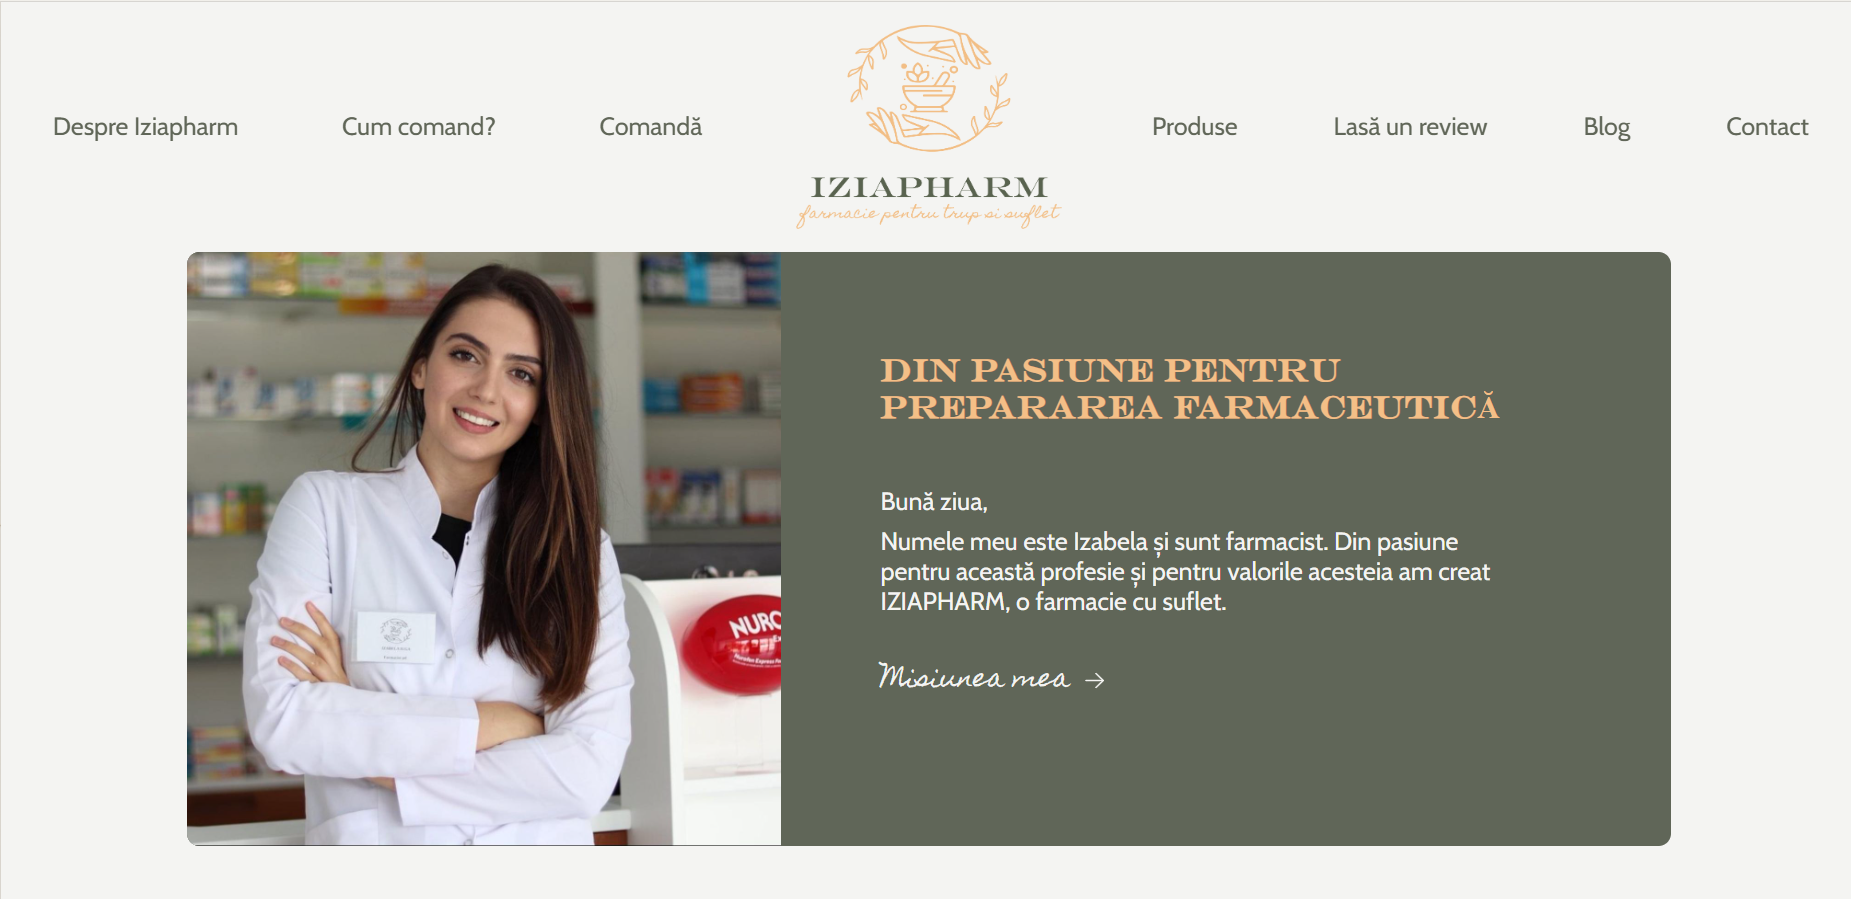 Despre Iziapharm
Cum comand?
Comandă
IZIAPHARM
farmacie pentru trup si suflet
Produse
Lasă un review
Blog
Contact
DIN PASIUNE PENTRU
PREPARAREA FARMACEUTICĂ
Bună ziua,
Numele meu este Izabela și sunt farmacist. Din pasiune
pentru această profesie și pentru valorile acesteia am creat
IZIAPHARM, o farmacie cu suflet.
Misiunea mea →
NURO